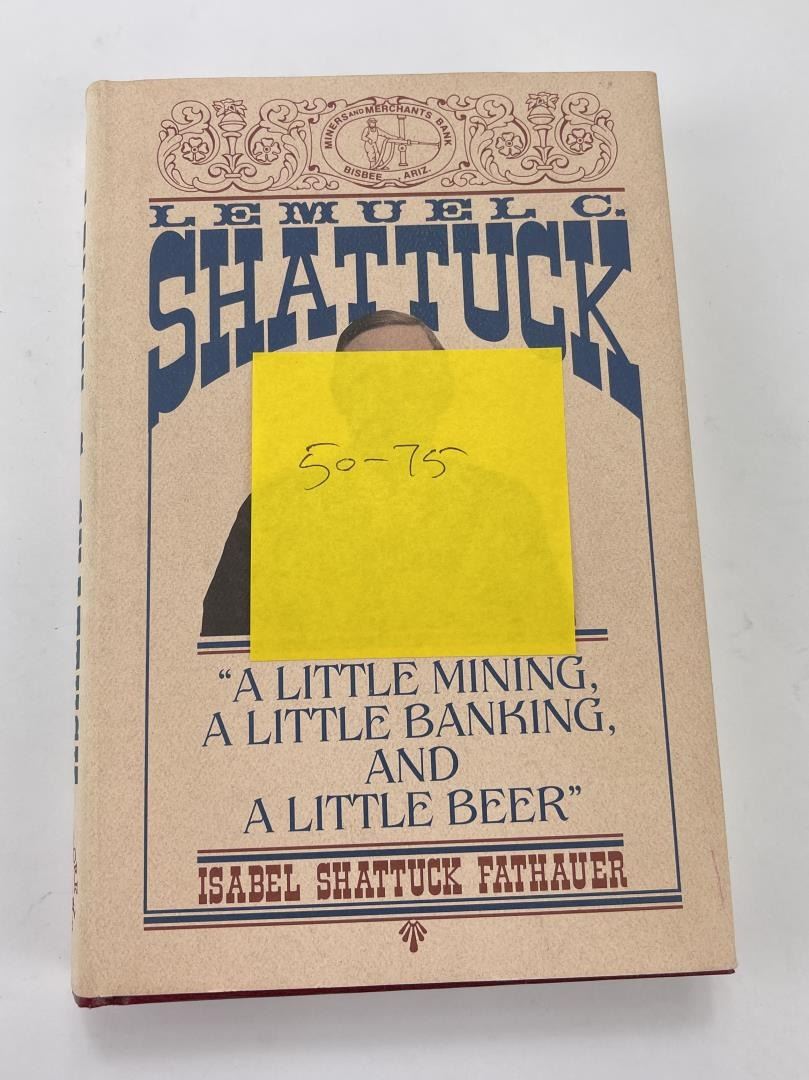 MINERS AND MERCHANTS BANK
BISBEE ARIZ.
LEMUEL C.
SHATTUCK
50-75
"A LITTLE MINING,
A LITTLE BANKING,
AND
A LITTLE BEER"
ISABEL SHATTUCK FATHAUER